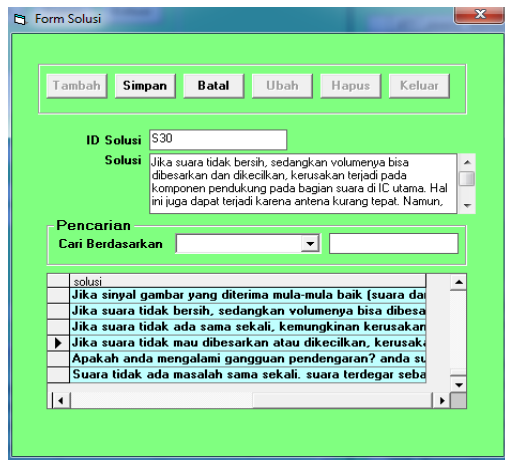 Form Solusi
Tambah Simpan Batal Ubah Hapus Keluar
ID Solusi S30
Solusi Jika suara tidak bersih, sedangkan volumenya bisa
dibesarkan dan dikecilkan, kerusakan terjadi pada
komponen pendukung pada bagian suara di IC utama. Hal
ini juga dapat terjadi karena antena kurang tepat. Namun,
Pencarian
Cari Berdasarkan
solusi
Jika sinyal gambar yang diterima mula-mula baik (suara dar
Jika suara tidak bersih, sedangkan volumenya bisa dibesa
Jika suara tidak ada sama sekali, kemungkinan kerusakan
Jika suara tidak mau dibesarkan atau dikecilkan, kerusaka
Apakah anda mengalami gangguan pendengaran? anda su
Suara tidak ada masalah sama sekali. suara terdegar seba